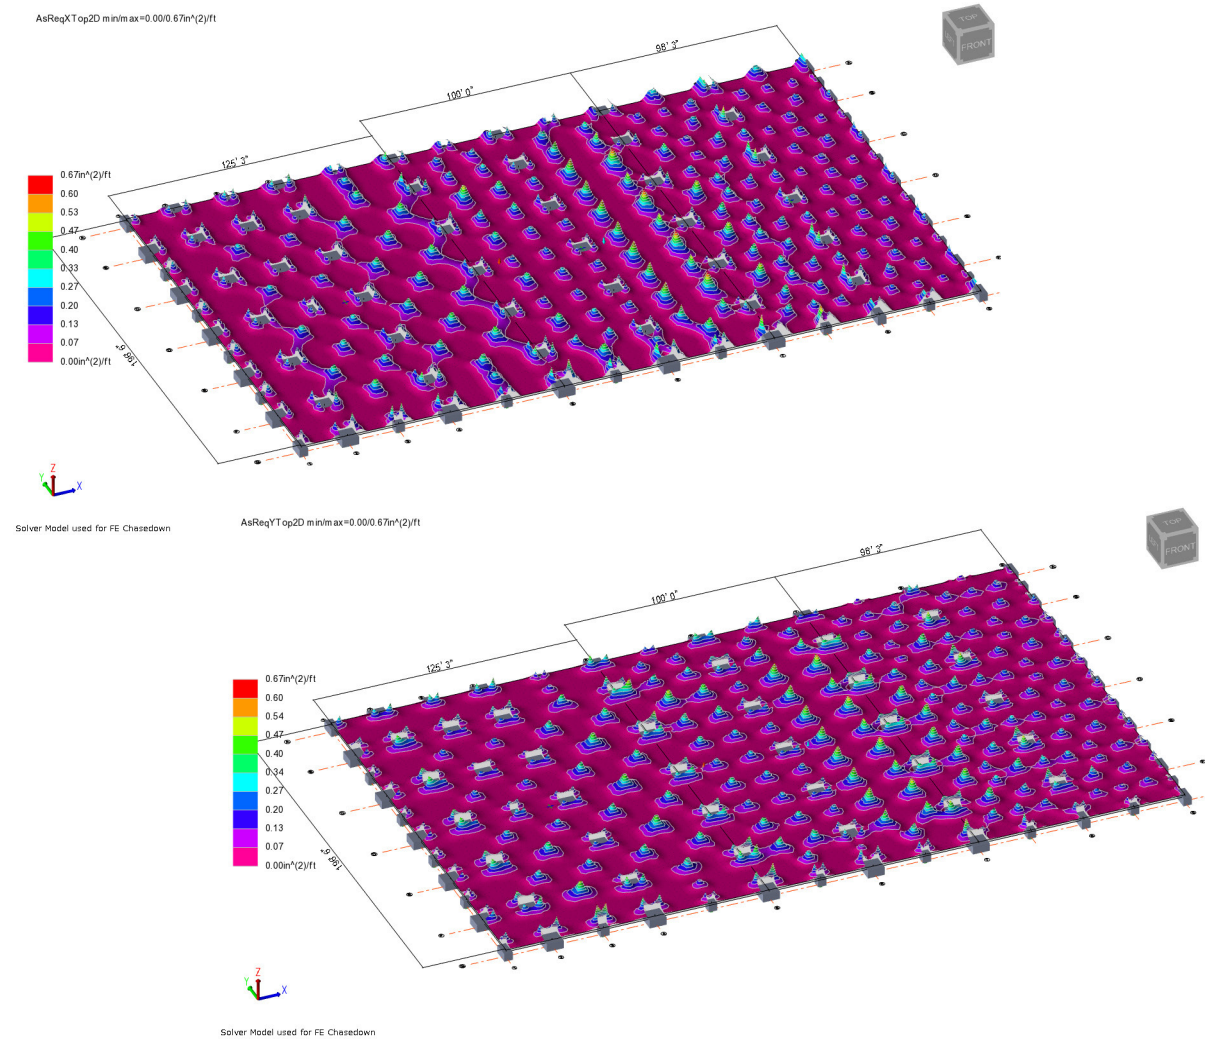 AsReqXTop2D min/max=0.00/0.67in^(2)/ft
TOP
FRONT
98' 3"
100' 0"
125' 3"
0.67in^(2)/ft
0.60
0.53
0.47
0.40
0.33
0.27
0.20
0.13
0.07
0.00in^(2)/ft
198' 6"
Z
Y
X
Solver Model used for FE Chasedown
AsReqYTop2D min/max=0.00/0.67in^(2)/ft
TOP
FRONT
98' 3"
100' 0"
125' 3"
0.67in^(2)/ft
0.60
0.54
0.47
0.40
0.34
0.27
0.20
0.13
0.07
0.00in^(2)/ft
198' 6"
Z
Y
X
Solver Model used for FE Chasedown